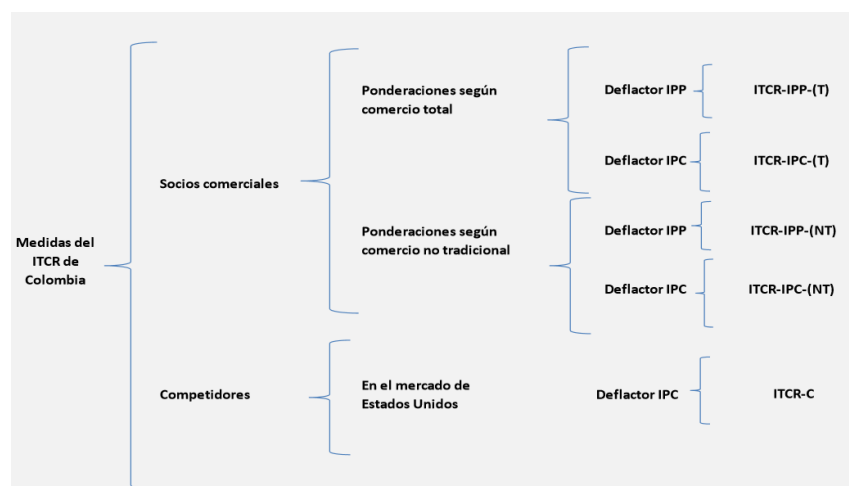 Medidas del
ITCR de
Colombia
Socios comerciales
Ponderaciones según
comercio total
Deflactor IPP
ITCR-IPP-(T)
Deflactor IPC
ITCR-IPC-(T)
Ponderaciones según
comercio no tradicional
Deflactor IPP
ITCR-IPP-(NT)
Deflactor IPC
ITCR-IPC-(NT)
Competidores
En el mercado de
Estados Unidos
Deflactor IPC
ITCR-C